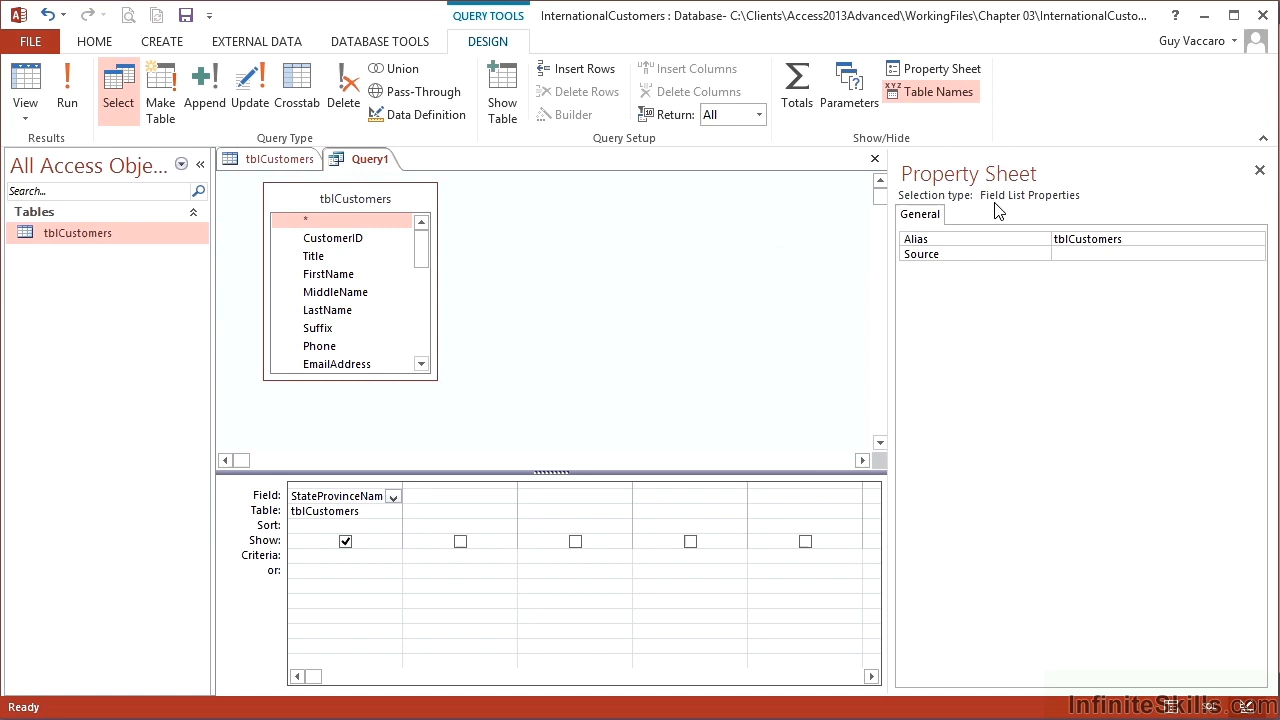 QUERY TOOLS
InternationalCustomers : Database- C:\Clients\Access2013Advanced\WorkingFiles\Chapter 03\InternationalCusto...
?
FILE HOME CREATE EXTERNAL DATA DATABASE TOOLS DESIGN
Guy Vaccaro
View
Run
Results
Select
Make Table
Append
Update
Crosstab
Delete
Union
Pass-Through
Data Definition
Query Type
Show Table
Insert Rows
Delete Rows
Builder
Insert Columns
Delete Columns
Return: All
Query Setup
Totals
Parameters
Property Sheet
XYZ Table Names
Show/Hide
All Access Obje... «
Search...
Tables
tblCustomers
tblCustomers
Query1
tblCustomers
*
CustomerID
Title
FirstName
MiddleName
LastName
Suffix
Phone
EmailAddress
Field: StateProvinceNam
Table: tblCustomers
Sort:
Show:
Criteria:
or:
Property Sheet
Selection type: Field List Properties
General
Alias tblCustomers
Source
Ready
InfiniteSkills.com